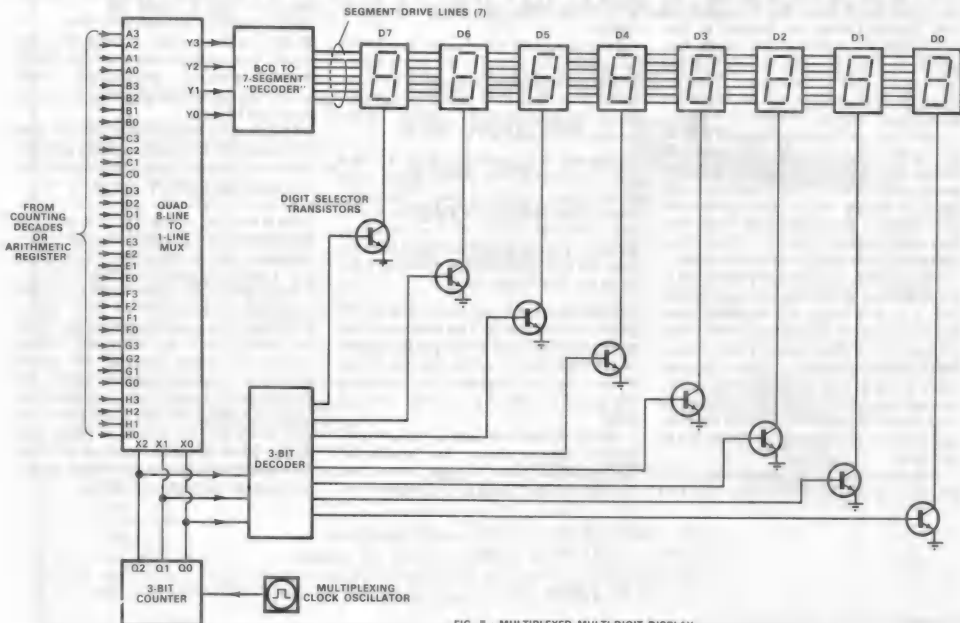 SEGMENT DRIVE LINES (7)
D7
D6
D5
D4
D3
D2
D1
D0
A3
A2
A1
A0
B3
B2
B1
B0
C3
C2
C1
C0
D3
D2
D1
D0
E3
E2
E1
E0
F3
F2
F1
F0
G3
G2
G1
G0
H3
H2
H1
H0
Y3
Y2
Y1
Y0
BCD TO
7-SEGMENT
"DECODER"
FROM
COUNTING
DECADES
OR
ARITHMETIC
REGISTER
QUAD
8-LINE
TO
1-LINE
MUX
DIGIT SELECTOR
TRANSISTORS
X2 X1 X0
3-BIT
DECODER
Q2 Q1 Q0
3-BIT
COUNTER
MULTIPLEXING
CLOCK OSCILLATOR
MULTIPLEXED MULTI-DIGIT DISPLAY